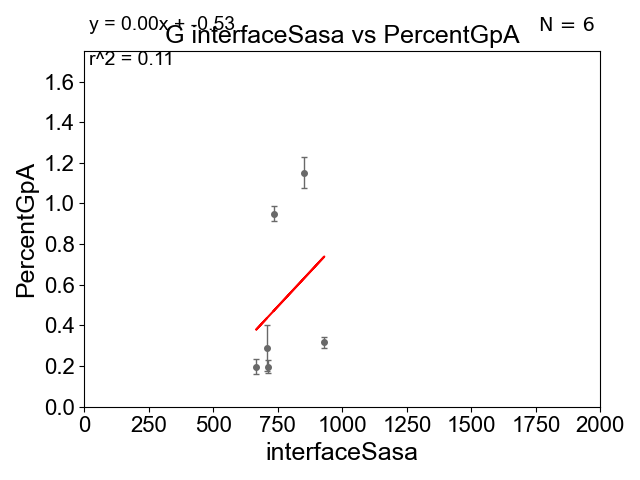 y = 0.00x + -0.53
N = 6
G interfaceSasa vs PercentGpA
r^2 = 0.11
1.6
1.4
1.2
1.0
0.8
0.6
0.4
0.2
0.0
PercentGpA
0 250 500 750 1000 1250 1500 1750 2000
interfaceSasa